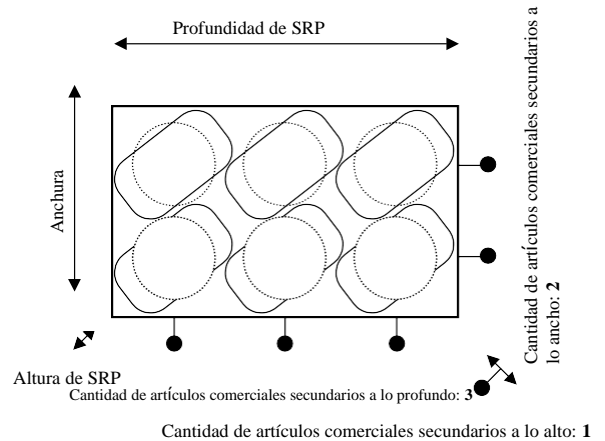 Profundidad de SRP
Anchura
Cantidad de artículos comerciales secundarios a
lo ancho: 2
Altura de SRP
Cantidad de artículos comerciales secundarios a lo profundo: 3
Cantidad de artículos comerciales secundarios a lo alto: 1